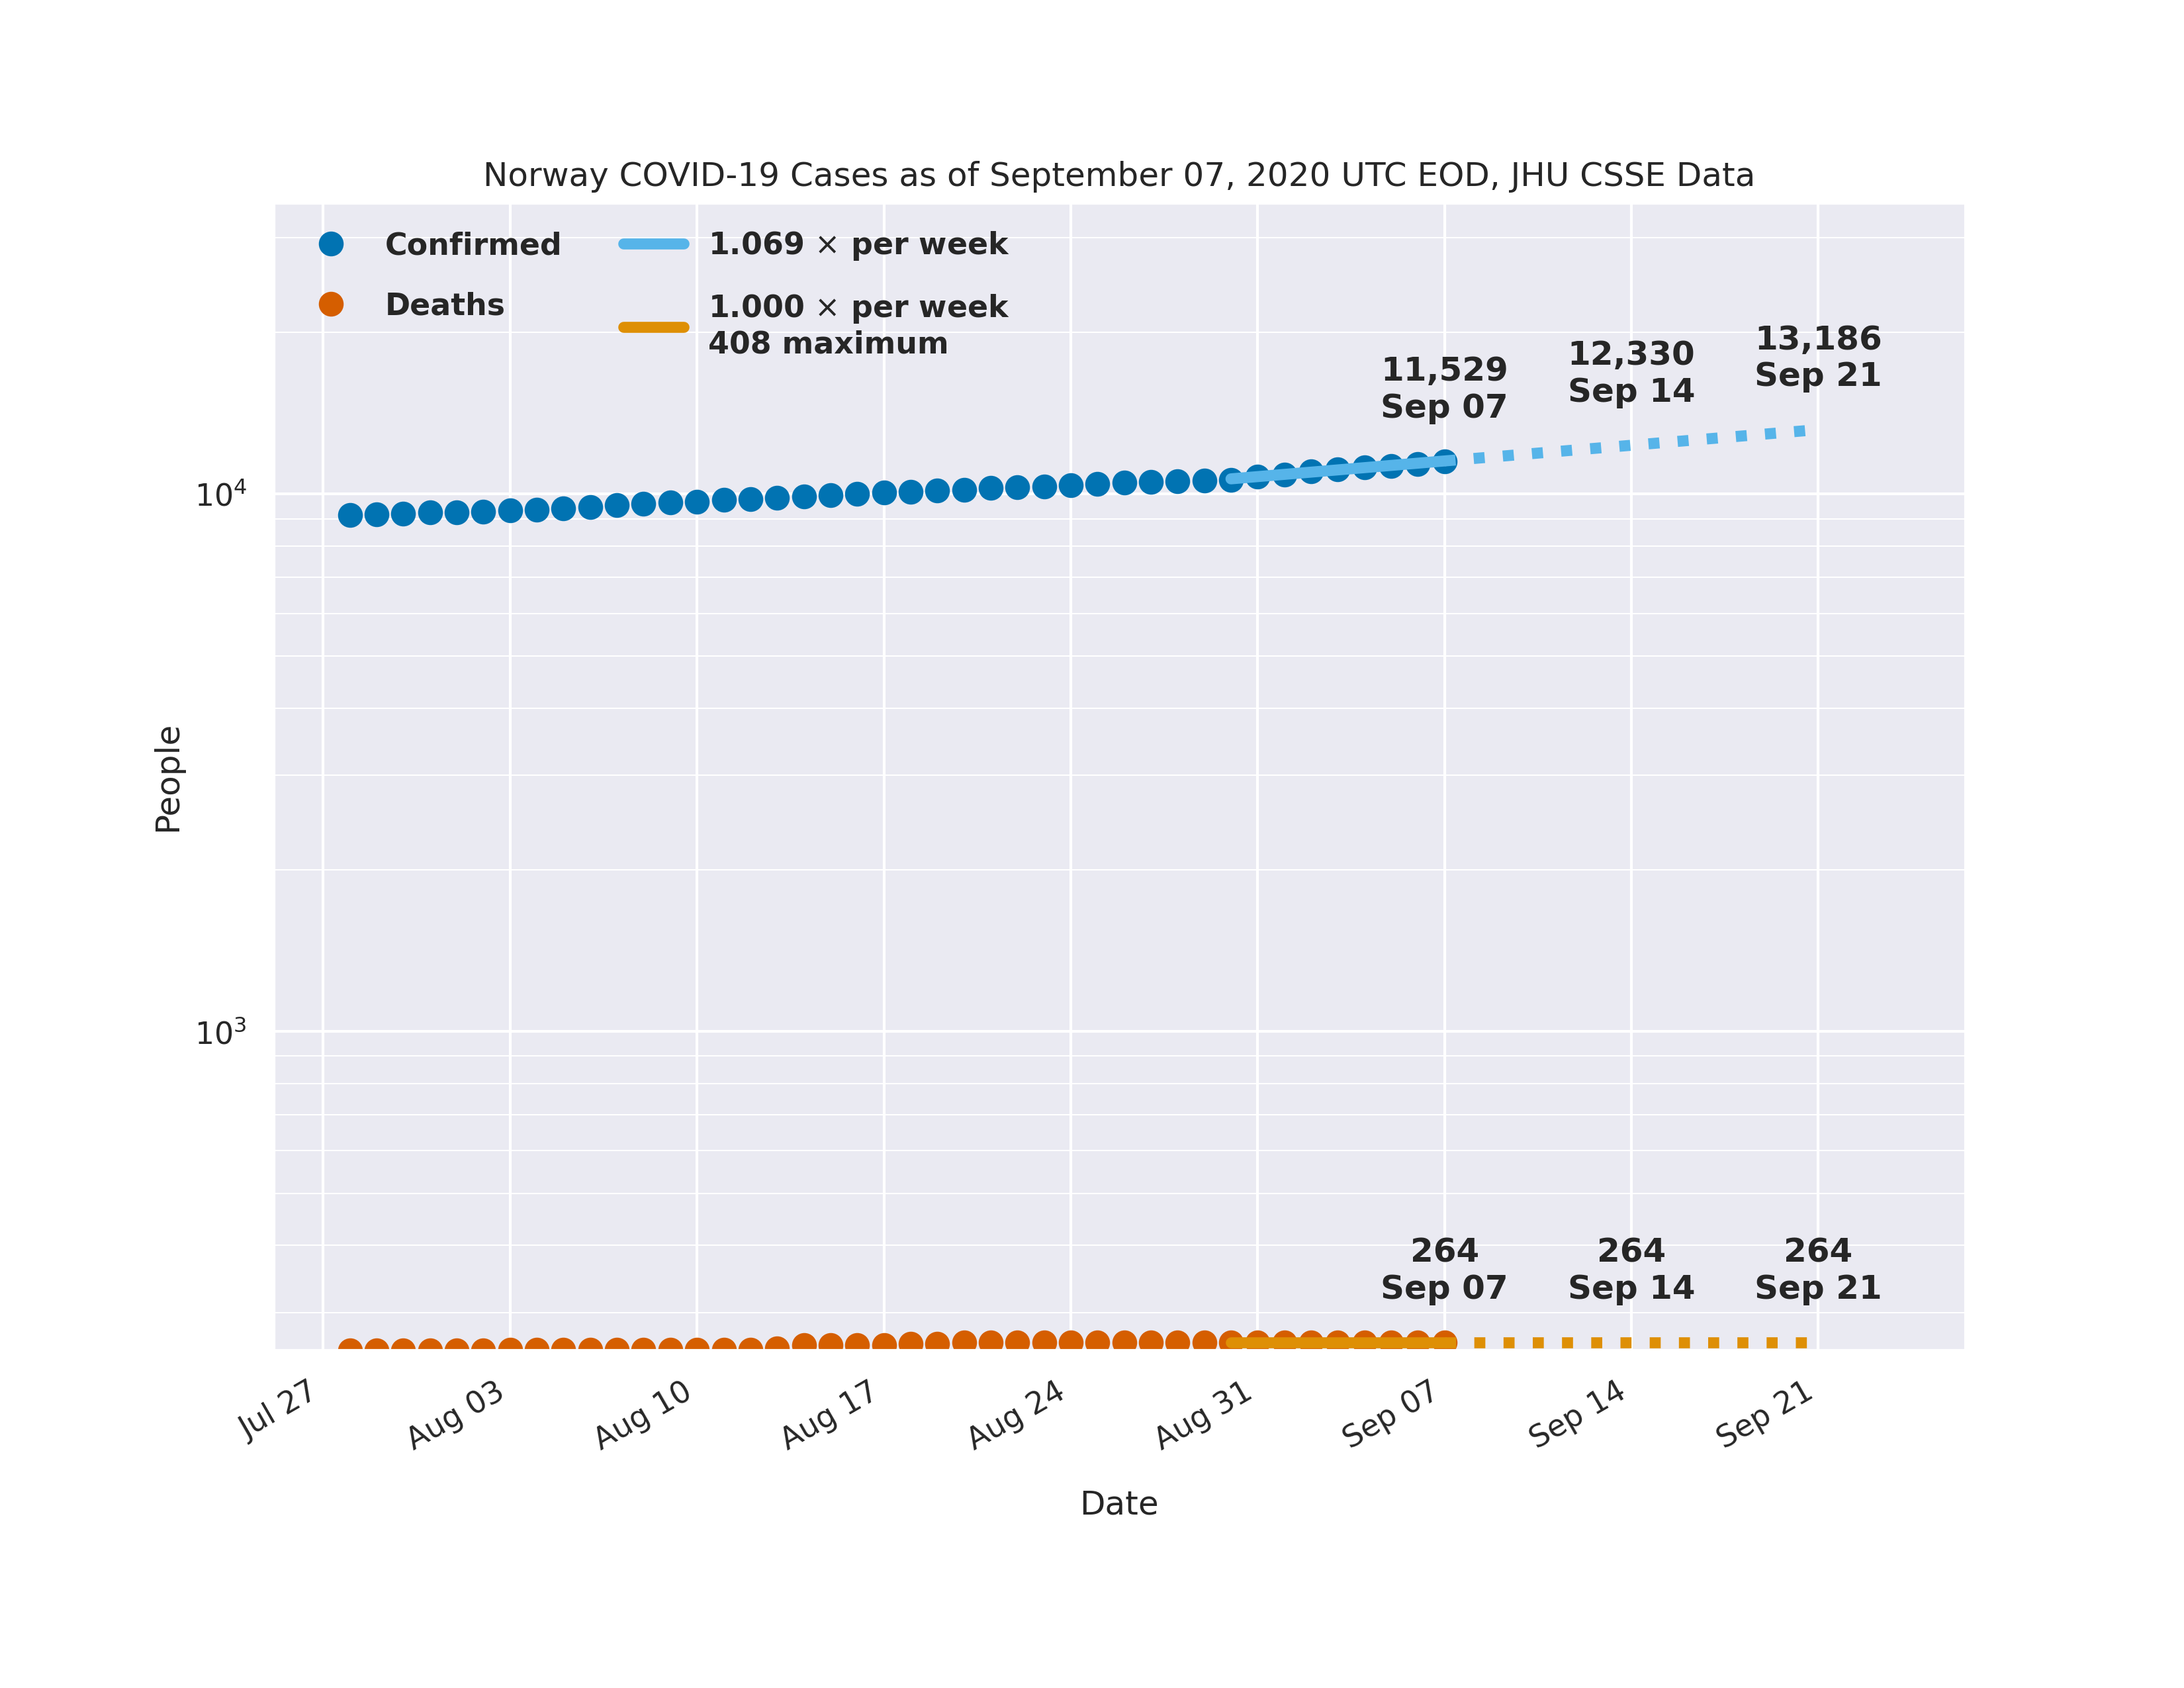 Norway COVID-19 Cases as of September 07, 2020 UTC EOD, JHU CSSE Data
Confirmed
Deaths
1.069 × per week
1.000 × per week
408 maximum
11,529
Sep 07
12,330
Sep 14
13,186
Sep 21
10⁴
10³
People
264
Sep 07
264
Sep 14
264
Sep 21
Jul 27
Aug 03
Aug 10
Aug 17
Aug 24
Aug 31
Sep 07
Sep 14
Sep 21
Date